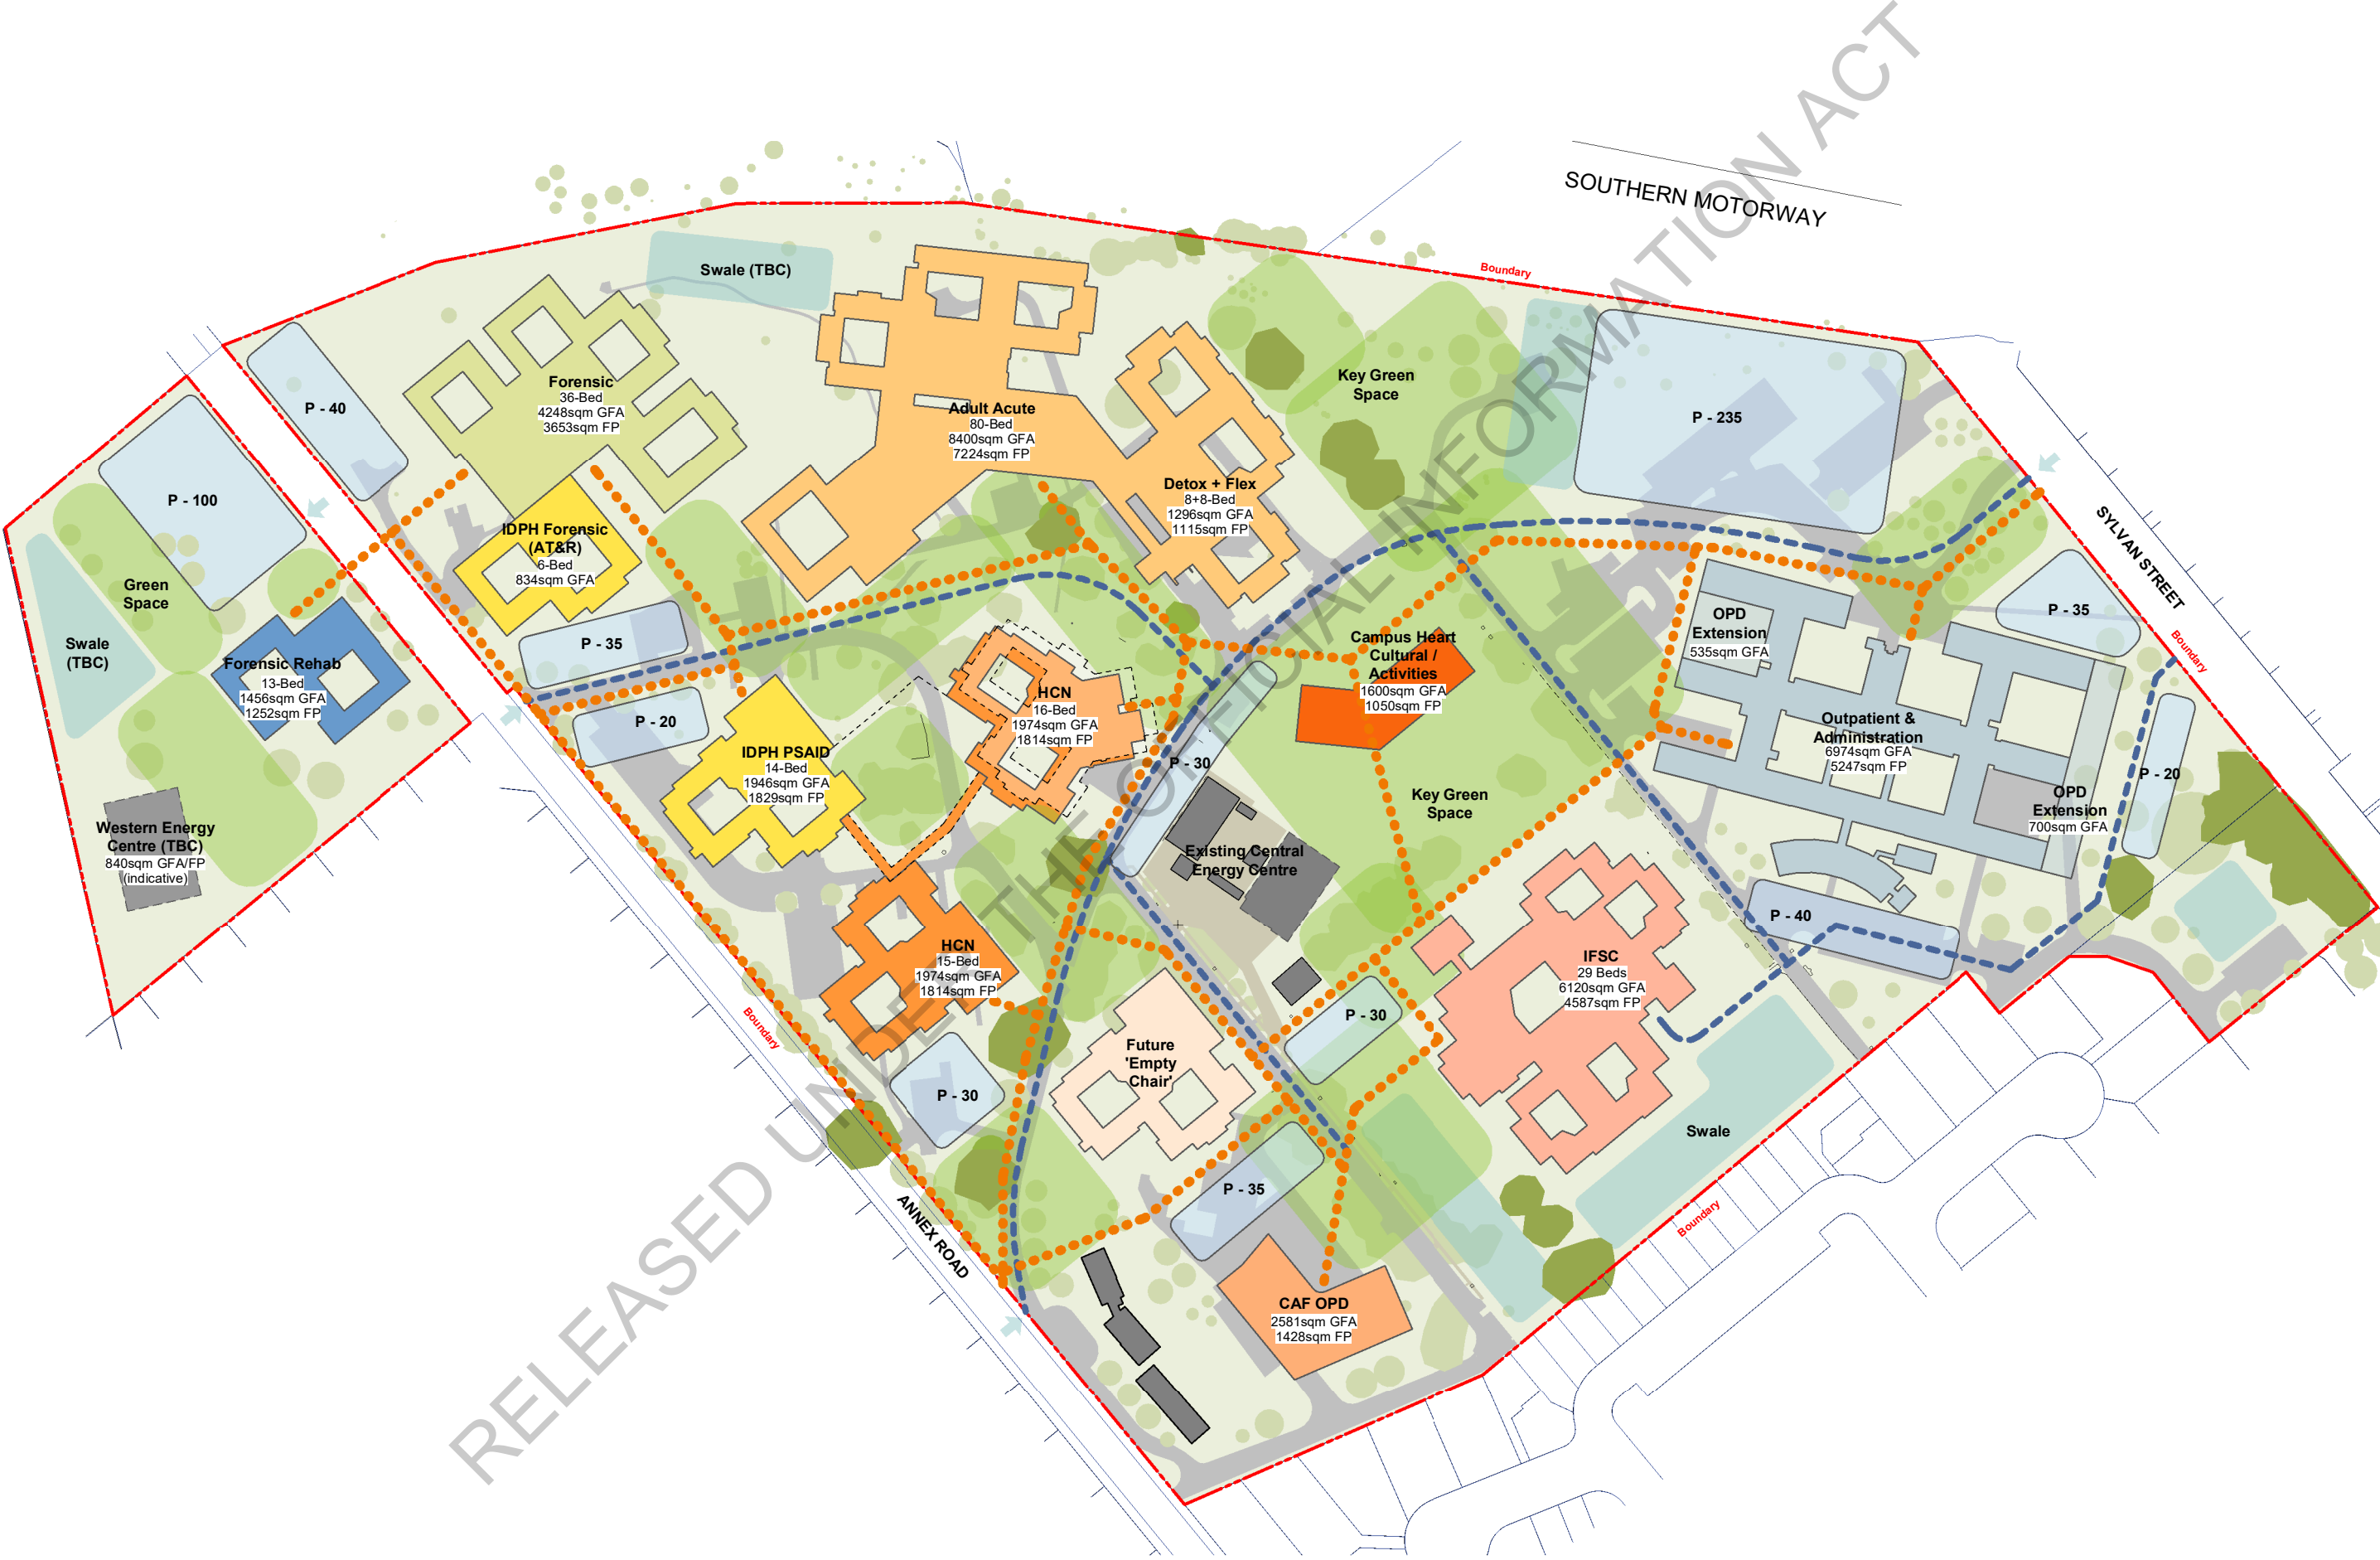 SOUTHERN MOTORWAY
Boundary
Swale (TBC)
Key Green
Space
P - 235
P - 40
Forensic
36-Bed
4248sqm GFA
3653sqm FP
Adult Acute
80-Bed
8400sqm GFA
7224sqm FP
Detox + Flex
8+8-Bed
1296sqm GFA
1115sqm FP
P - 100
IDPH Forensic
(AT&R)
6-Bed
834sqm GFA
SYLVAN STREET
Boundary
Green
Space
Swale
(TBC)
Forensic Rehab
13-Bed
1456sqm GFA
1252sqm FP
P - 35
P - 20
OPD
Extension
535sqm GFA
P - 35
Campus Heart
Cultural /
Activities
1600sqm GFA
1050sqm FP
HCN
16-Bed
1974sqm GFA
1814sqm FP
P - 30
IDPH PSAID
14-Bed
1946sqm GFA
1829sqm FP
Outpatient &
Administration
6974sqm GFA
5247sqm FP
P - 20
OPD
Extension
700sqm GFA
Key Green
Space
Western Energy
Centre (TBC)
840sqm GFA/FP
(indicative)
Existing Central
Energy Centre
P - 40
HCN
15-Bed
1974sqm GFA
1814sqm FP
IFSC
29 Beds
6120sqm GFA
4587sqm FP
Boundary
P - 30
Future
'Empty
Chair'
P - 30
Swale
P - 35
ANNEX ROAD
Boundary
CAF OPD
2581sqm GFA
1428sqm FP
RELEASED UNDER THE OFFICIAL INFORMATION ACT